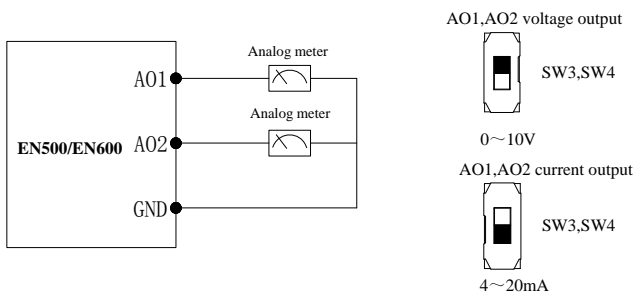 AO1,AO2 voltage output
Analog meter
AO1
SW3,SW4
Analog meter
EN500/EN600 AO2
0～10V
AO1,AO2 current output
GND
SW3,SW4
4～20mA